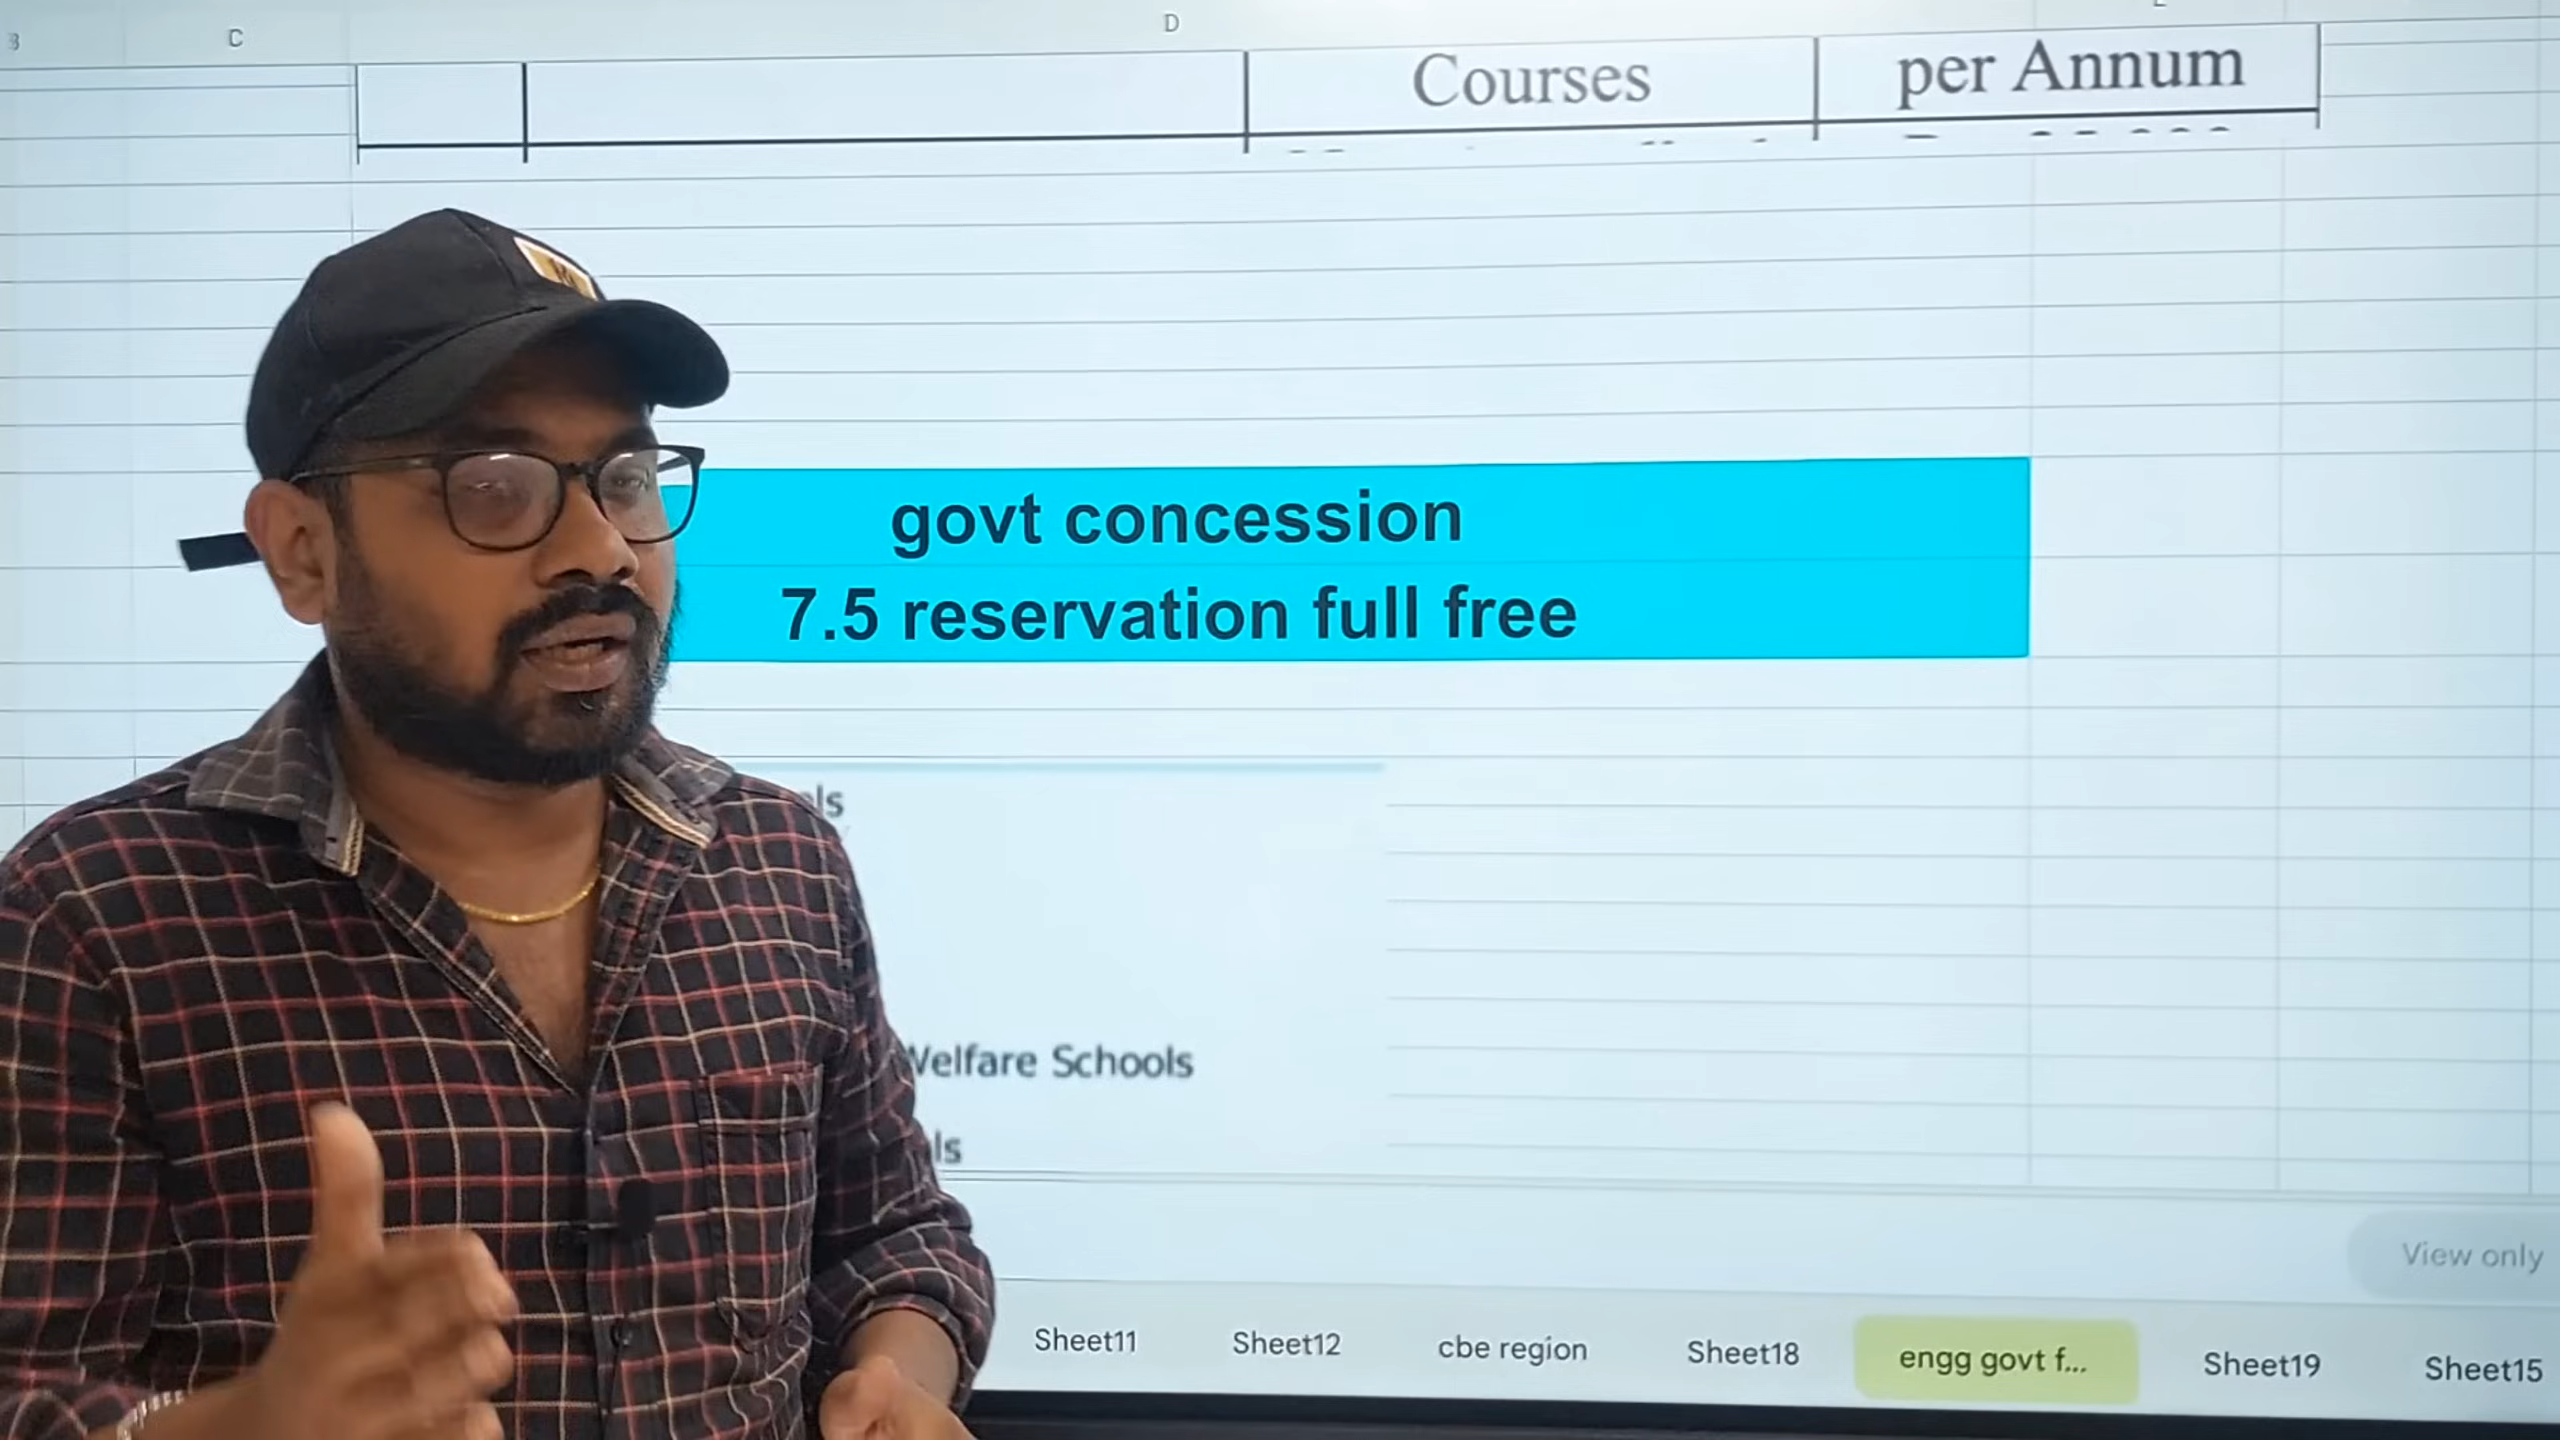 C
D
Courses
per Annum
govt concession
7.5 reservation full free
Welfare Schools
View only
Sheet11
Sheet12
cbe region
Sheet18
engg govt f...
Sheet19
Sheet15